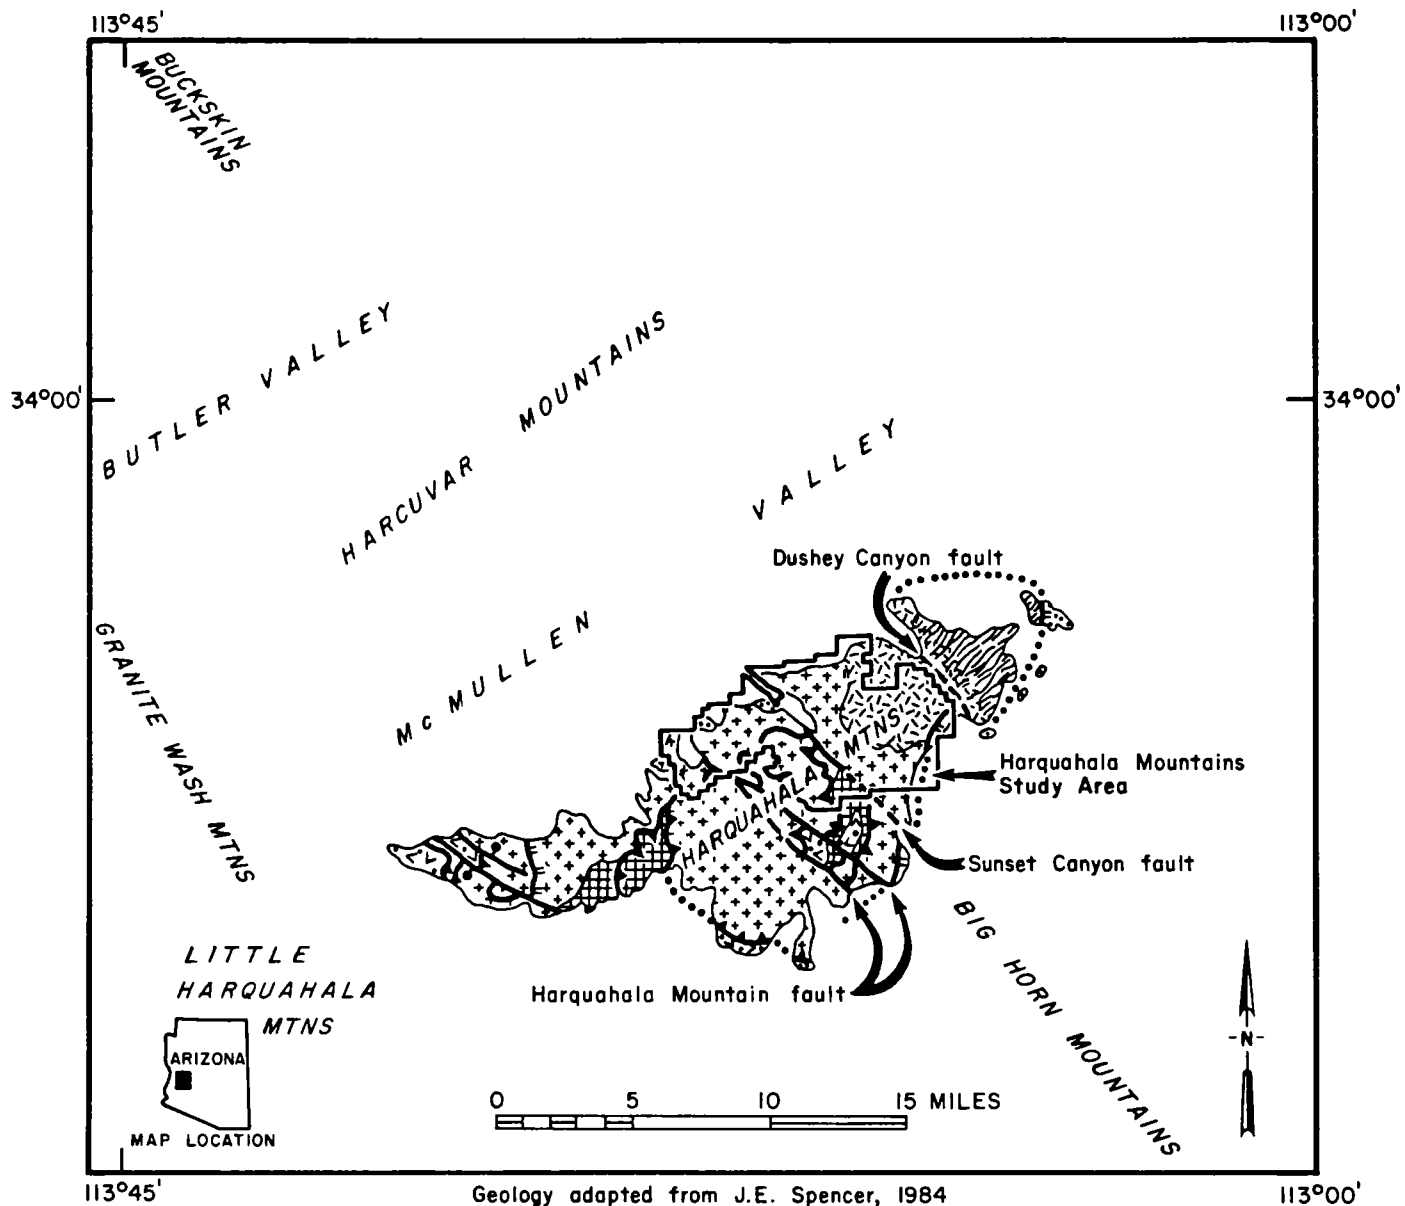 113°45'
113°00'
BUCKSKIN
MOUNTAINS
BUTLER VALLEY
34°00'
34°00'
HARCUVAR MOUNTAINS
McMULLEN VALLEY
Dushey Canyon fault
GRANITE WASH MTNS
HARQUAHALA MTNS
Harquahala Mountains
Study Area
Sunset Canyon fault
BIG HORN MOUNTAINS
Harquahala Mountain fault
LITTLE
HARQUAHALA
MTNS
ARIZONA
MAP LOCATION
0 5 10 15 MILES
-N-
113°45'
Geology adapted from J.E. Spencer, 1984
113°00'